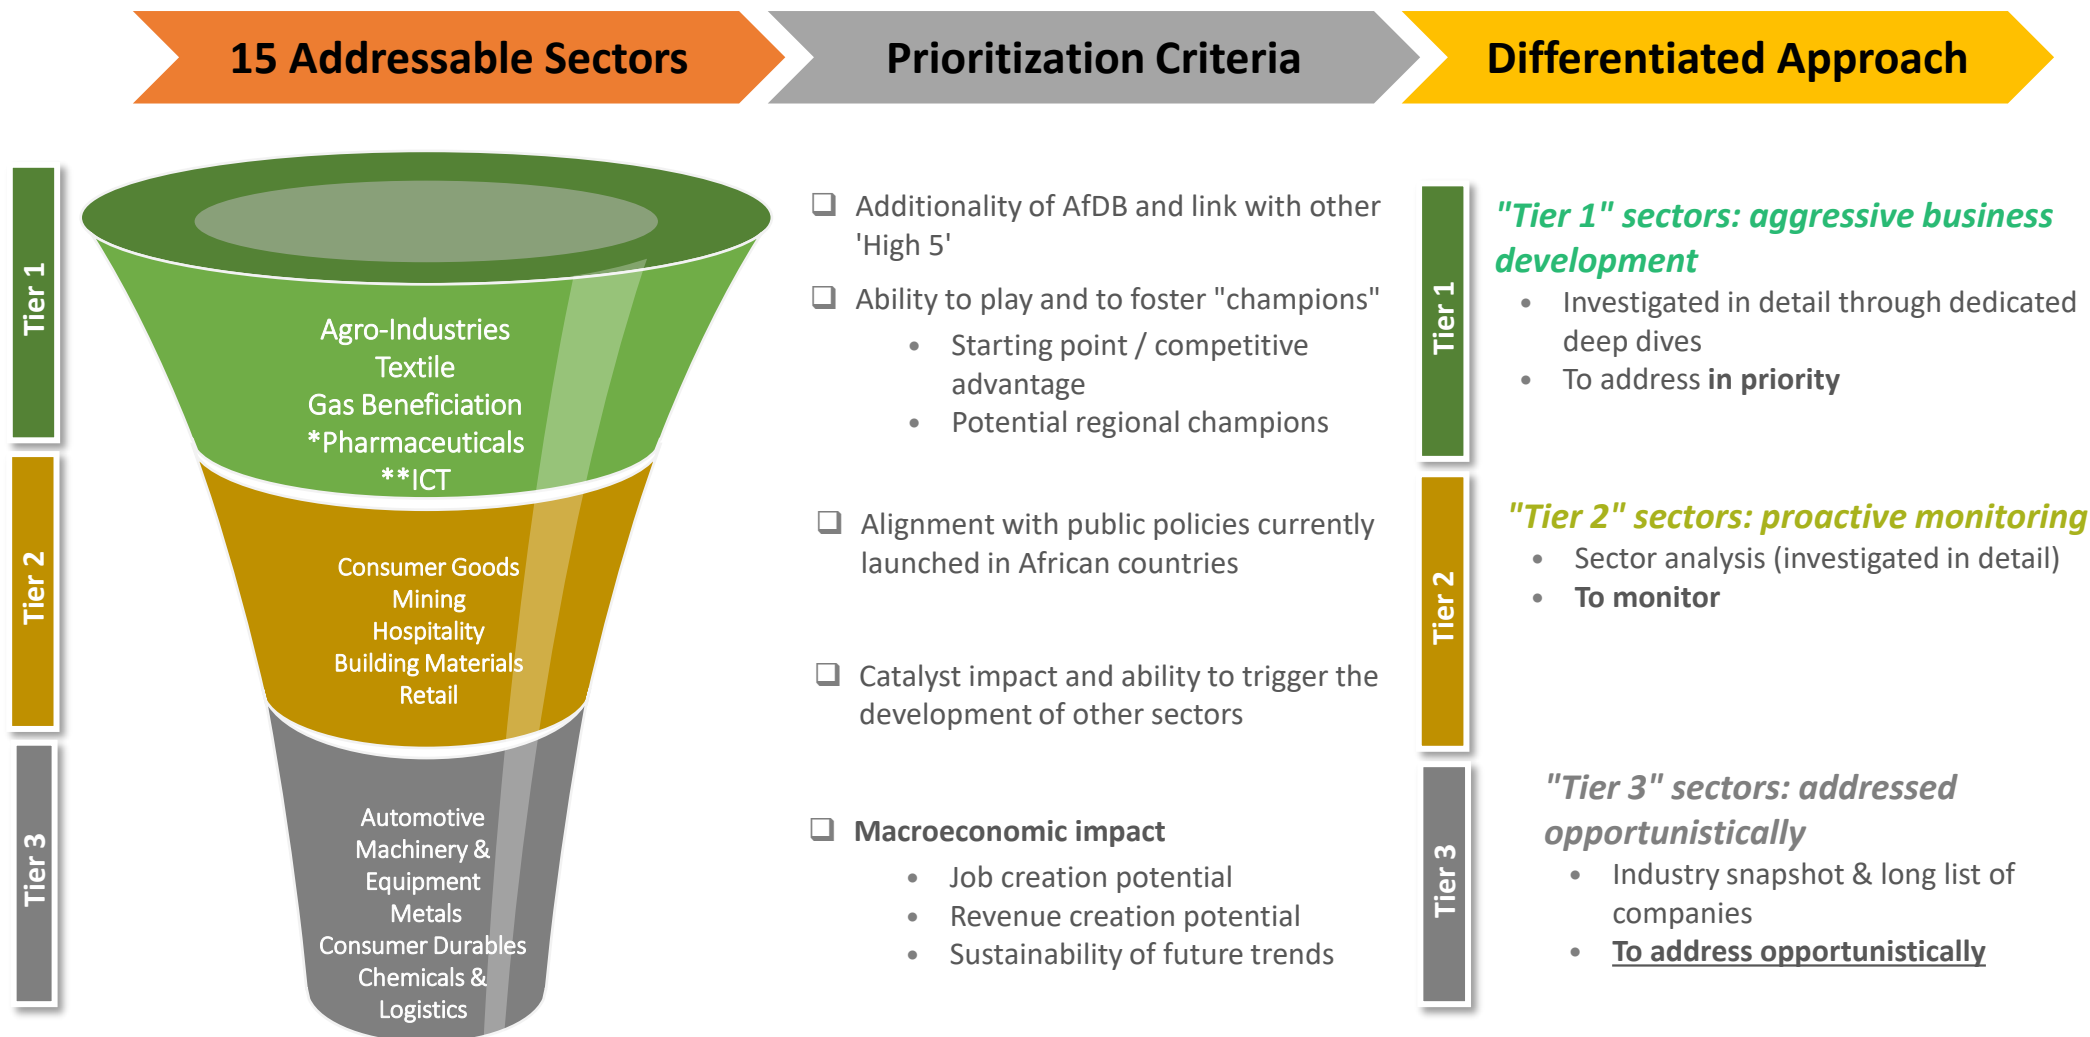 15 Addressable Sectors
Prioritization Criteria
Differentiated Approach
Tier 1
Agro-Industries
Textile
Gas Beneficiation
*Pharmaceuticals
**ICT
Tier 2
Consumer Goods
Mining
Hospitality
Building Materials
Retail
Tier 3
Automotive
Machinery &
Equipment
Metals
Consumer Durables
Chemicals &
Logistics
❑ Additionality of AfDB and link with other
'High 5'
❑ Ability to play and to foster "champions"
• Starting point / competitive
advantage
• Potential regional champions
❑ Alignment with public policies currently
launched in African countries
❑ Catalyst impact and ability to trigger the
development of other sectors
❑ Macroeconomic impact
• Job creation potential
• Revenue creation potential
• Sustainability of future trends
Tier 1
"Tier 1" sectors: aggressive business
development
• Investigated in detail through dedicated
deep dives
• To address in priority
Tier 2
"Tier 2" sectors: proactive monitoring
• Sector analysis (investigated in detail)
• To monitor
Tier 3
"Tier 3" sectors: addressed
opportunistically
• Industry snapshot & long list of
companies
• To address opportunistically